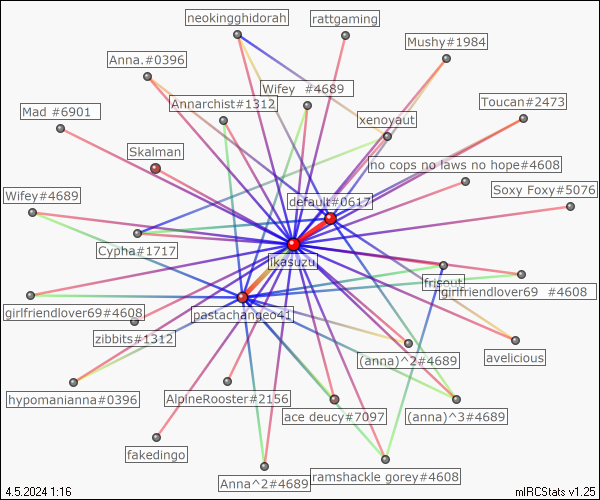 neokingghidorah
rattgaming
Mushy#1984
Anna.#0396
Wifey #4689
Annarchist#1312
Toucan#2473
Mad #6901
xenoyaut
Skalman
no cops no laws no hope#4608
Wifey#4689
default#0617
Soxy Foxy#5076
Cypha#1717
ikasuzu
frisout
girlfriendlover69 #4608
girlfriendlover69#4608
pastachangeo41
zibbits#1312
(anna)^2#4689
avelicious
hypomanianna#0396
AlpineRooster#2156
ace deucy#7097
(anna)^3#4689
fakedingo
Anna^2#4689
ramshackle gorey#4608
4.5.2024 1:16
mIRCStats v1.25